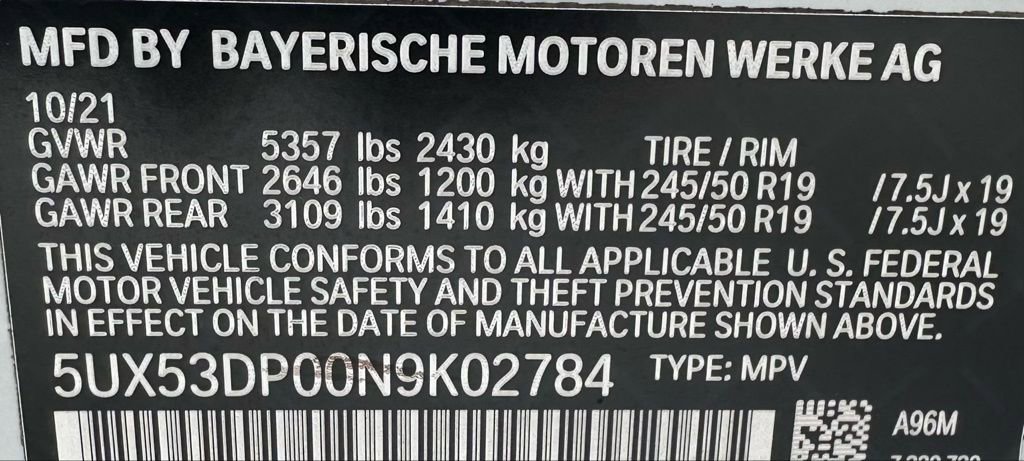 MFD BY BAYERISCHE MOTOREN WERKE AG
10/21
GVWR 5357 lbs 2430 kg TIRE / RIM
GAWR FRONT 2646 lbs 1200 kg WITH 245/50 R19 /7.5J x 19
GAWR REAR 3109 lbs 1410 kg WITH 245/50 R19 /7.5J x 19
THIS VEHICLE CONFORMS TO ALL APPLICABLE U. S. FEDERAL
MOTOR VEHICLE SAFETY AND THEFT PREVENTION STANDARDS
IN EFFECT ON THE DATE OF MANUFACTURE SHOWN ABOVE.
5UX53DP00N9K02784 TYPE: MPV
A96M